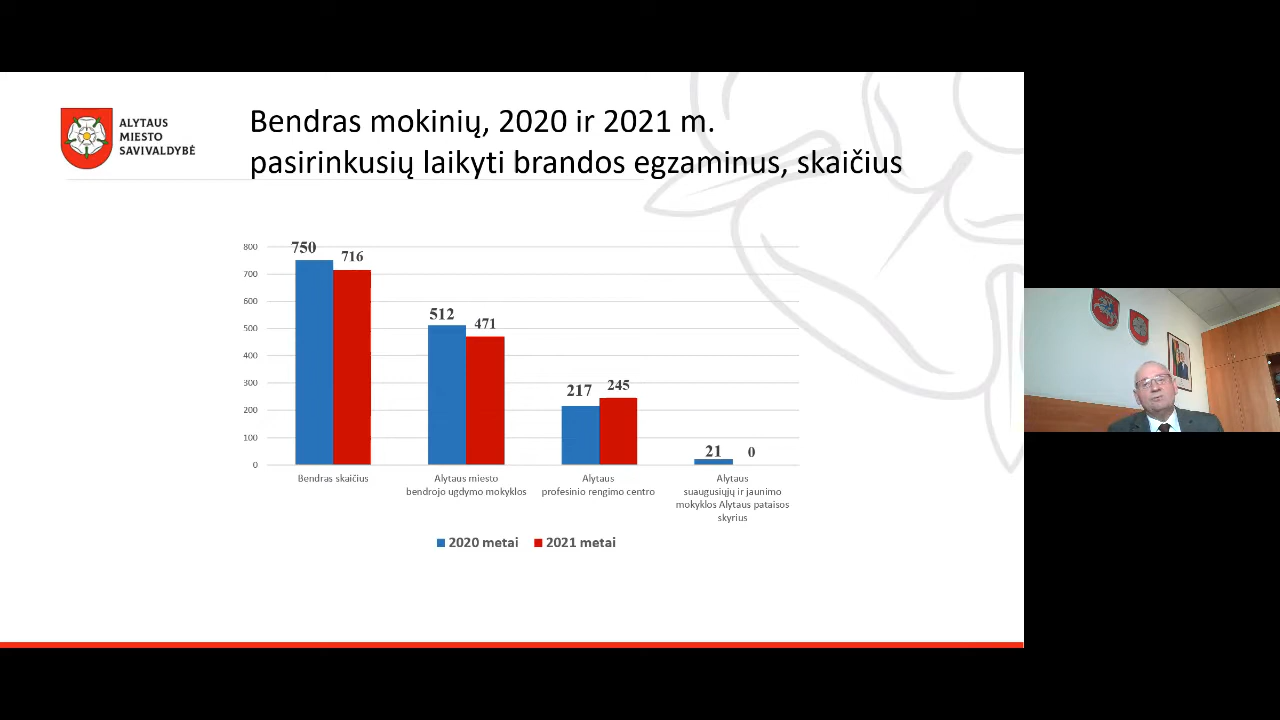 ALYTAUS
MIESTO
SAVIVALDYBĖ
Bendras mokinių, 2020 ir 2021 m.
pasirinkusių laikyti brandos egzaminus, skaičius
800
700
600
500
400
300
200
100
0
750
716
512
471
217
245
21
0
Bendras skaičius
Alytaus miesto
bendrojo ugdymo mokyklos
Alytaus
profesinio rengimo centro
Alytaus
suaugusiųjų ir jaunimo
mokyklos Alytaus pataisos
skyrius
2020 metai
2021 metai